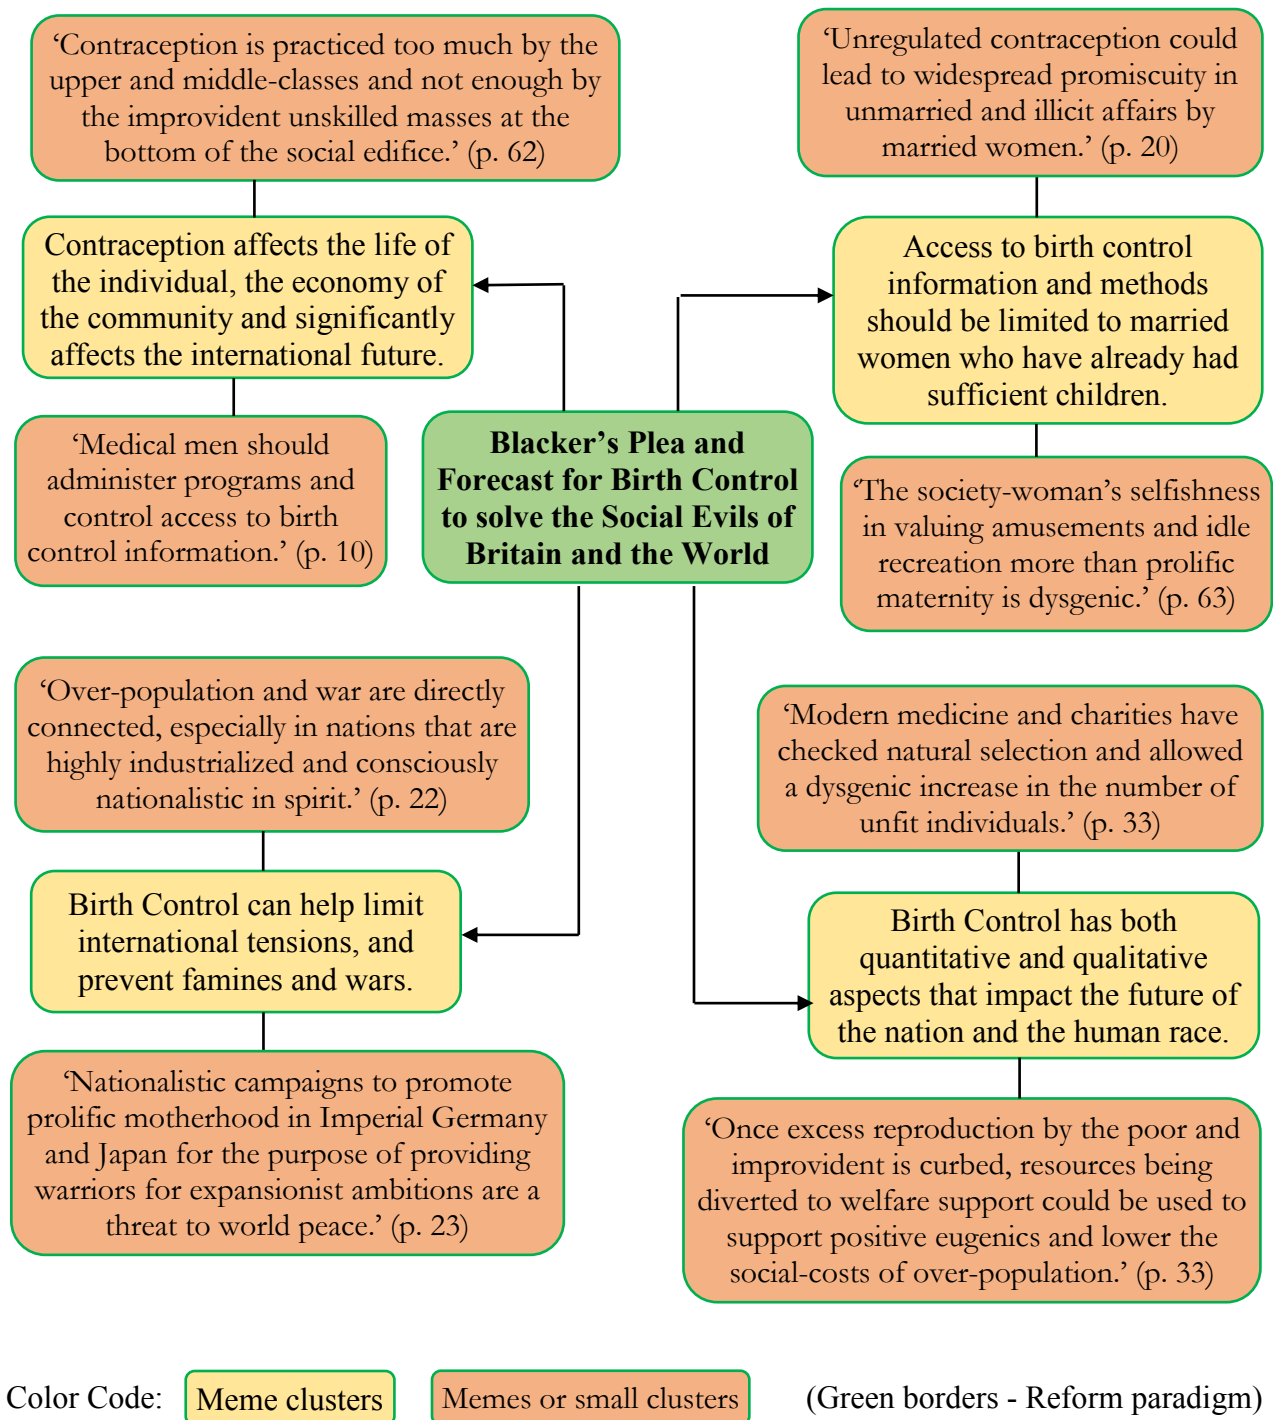 ‘Contraception is practiced too much by the
upper and middle-classes and not enough by
the improvident unskilled masses at the
bottom of the social edifice.’ (p. 62)
Contraception affects the life of
the individual, the economy of
the community and significantly
affects the international future.
‘Medical men should
administer programs and
control access to birth
control information.’ (p. 10)
‘Unregulated contraception could
lead to widespread promiscuity in
unmarried and illicit affairs by
married women.’ (p. 20)
Access to birth control
information and methods
should be limited to married
women who have already had
sufficient children.
‘The society-woman’s selfishness
in valuing amusements and idle
recreation more than prolific
maternity is dysgenic.’ (p. 63)
Blacker’s Plea and
Forecast for Birth Control
to solve the Social Evils of
Britain and the World
‘Over-population and war are directly
connected, especially in nations that are
highly industrialized and consciously
nationalistic in spirit.’ (p. 22)
Birth Control can help limit
international tensions, and
prevent famines and wars.
‘Nationalistic campaigns to promote
prolific motherhood in Imperial Germany
and Japan for the purpose of providing
warriors for expansionist ambitions are a
threat to world peace.’ (p. 23)
‘Modern medicine and charities have
checked natural selection and allowed
a dysgenic increase in the number of
unfit individuals.’ (p. 33)
Birth Control has both
quantitative and qualitative
aspects that impact the future of
the nation and the human race.
‘Once excess reproduction by the poor and
improvident is curbed, resources being
diverted to welfare support could be used to
support positive eugenics and lower the
social-costs of over-population.’ (p. 33)
Color Code: Meme clusters Memes or small clusters (Green borders - Reform paradigm)